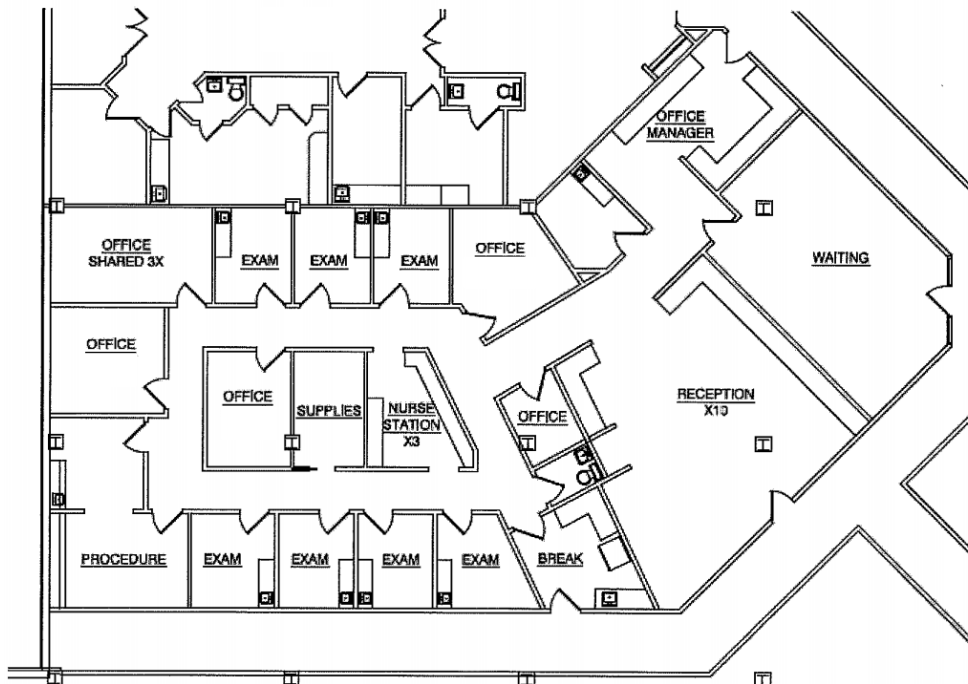 OFFICE
MANAGER
OFFICE
SHARED 3X
EXAM
EXAM
EXAM
OFFICE
WAITING
OFFICE
OFFICE
SUPPLIES
NURSE
STATION
X3
OFFICE
RECEPTION
X10
PROCEDURE
EXAM
EXAM
EXAM
EXAM
BREAK